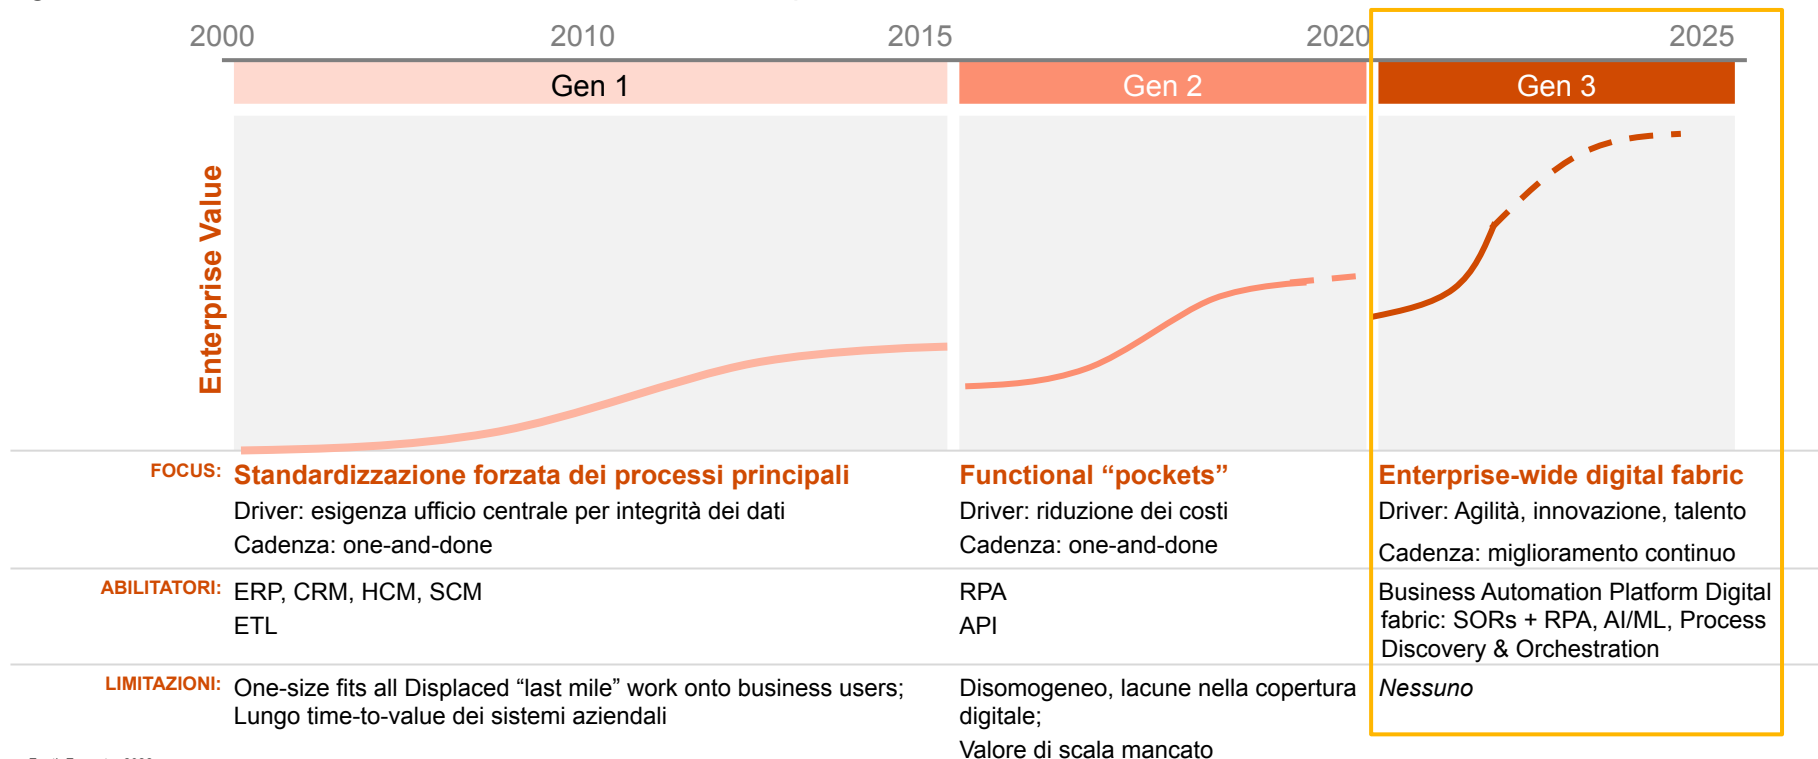 2000
2010
2015
2020
2025
Gen 1
Gen 2
Gen 3
Enterprise Value
FOCUS:
Standardizzazione forzata dei processi principali
Driver: esigenza ufficio centrale per integrità dei dati
Cadenza: one-and-done
Functional “pockets”
Driver: riduzione dei costi
Cadenza: one-and-done
Enterprise-wide digital fabric
Driver: Agilità, innovazione, talento
Cadenza: miglioramento continuo
ABILITATORI:
ERP, CRM, HCM, SCM
ETL
RPA
API
Business Automation Platform Digital
fabric: SORs + RPA, AI/ML, Process
Discovery & Orchestration
LIMITAZIONI:
One-size fits all Displaced “last mile” work onto business users;
Lungo time-to-value dei sistemi aziendali
Disomogeneo, lacune nella copertura
digitale;
Valore di scala mancato
Nessuno